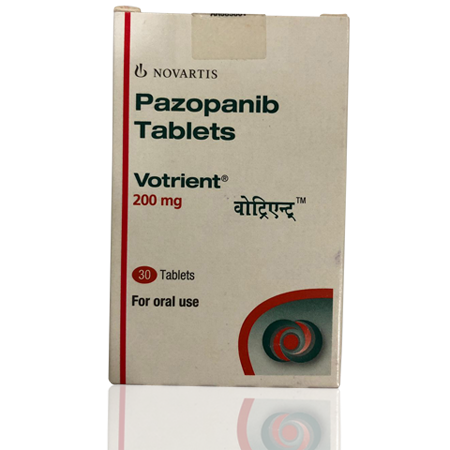 NOVARTIS
Pazopanib
Tablets
Votrient®
200 mg
वोट्रिएन्ट्™
30 Tablets
For oral use